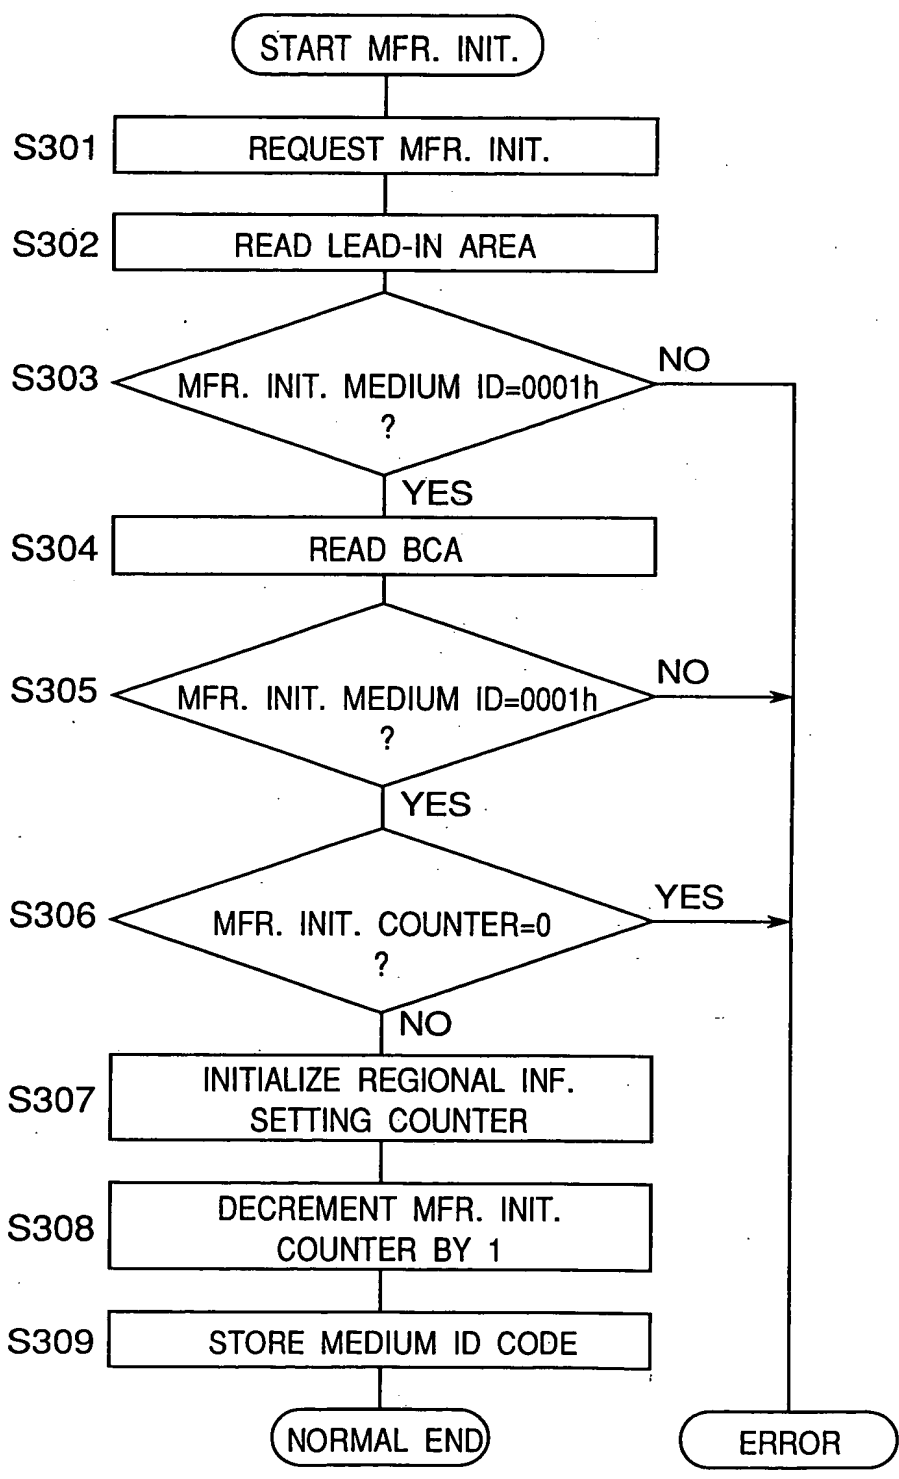 START MFR. INIT.
S301
REQUEST MFR. INIT.
S302
READ LEAD-IN AREA
S303
MFR. INIT. MEDIUM ID=0001h
?
NO
YES
S304
READ BCA
S305
MFR. INIT. MEDIUM ID=0001h
?
NO
YES
S306
MFR. INIT. COUNTER=0
?
YES
NO
S307
INITIALIZE REGIONAL INF.
SETTING COUNTER
S308
DECREMENT MFR. INIT.
COUNTER BY 1
S309
STORE MEDIUM ID CODE
NORMAL END
ERROR